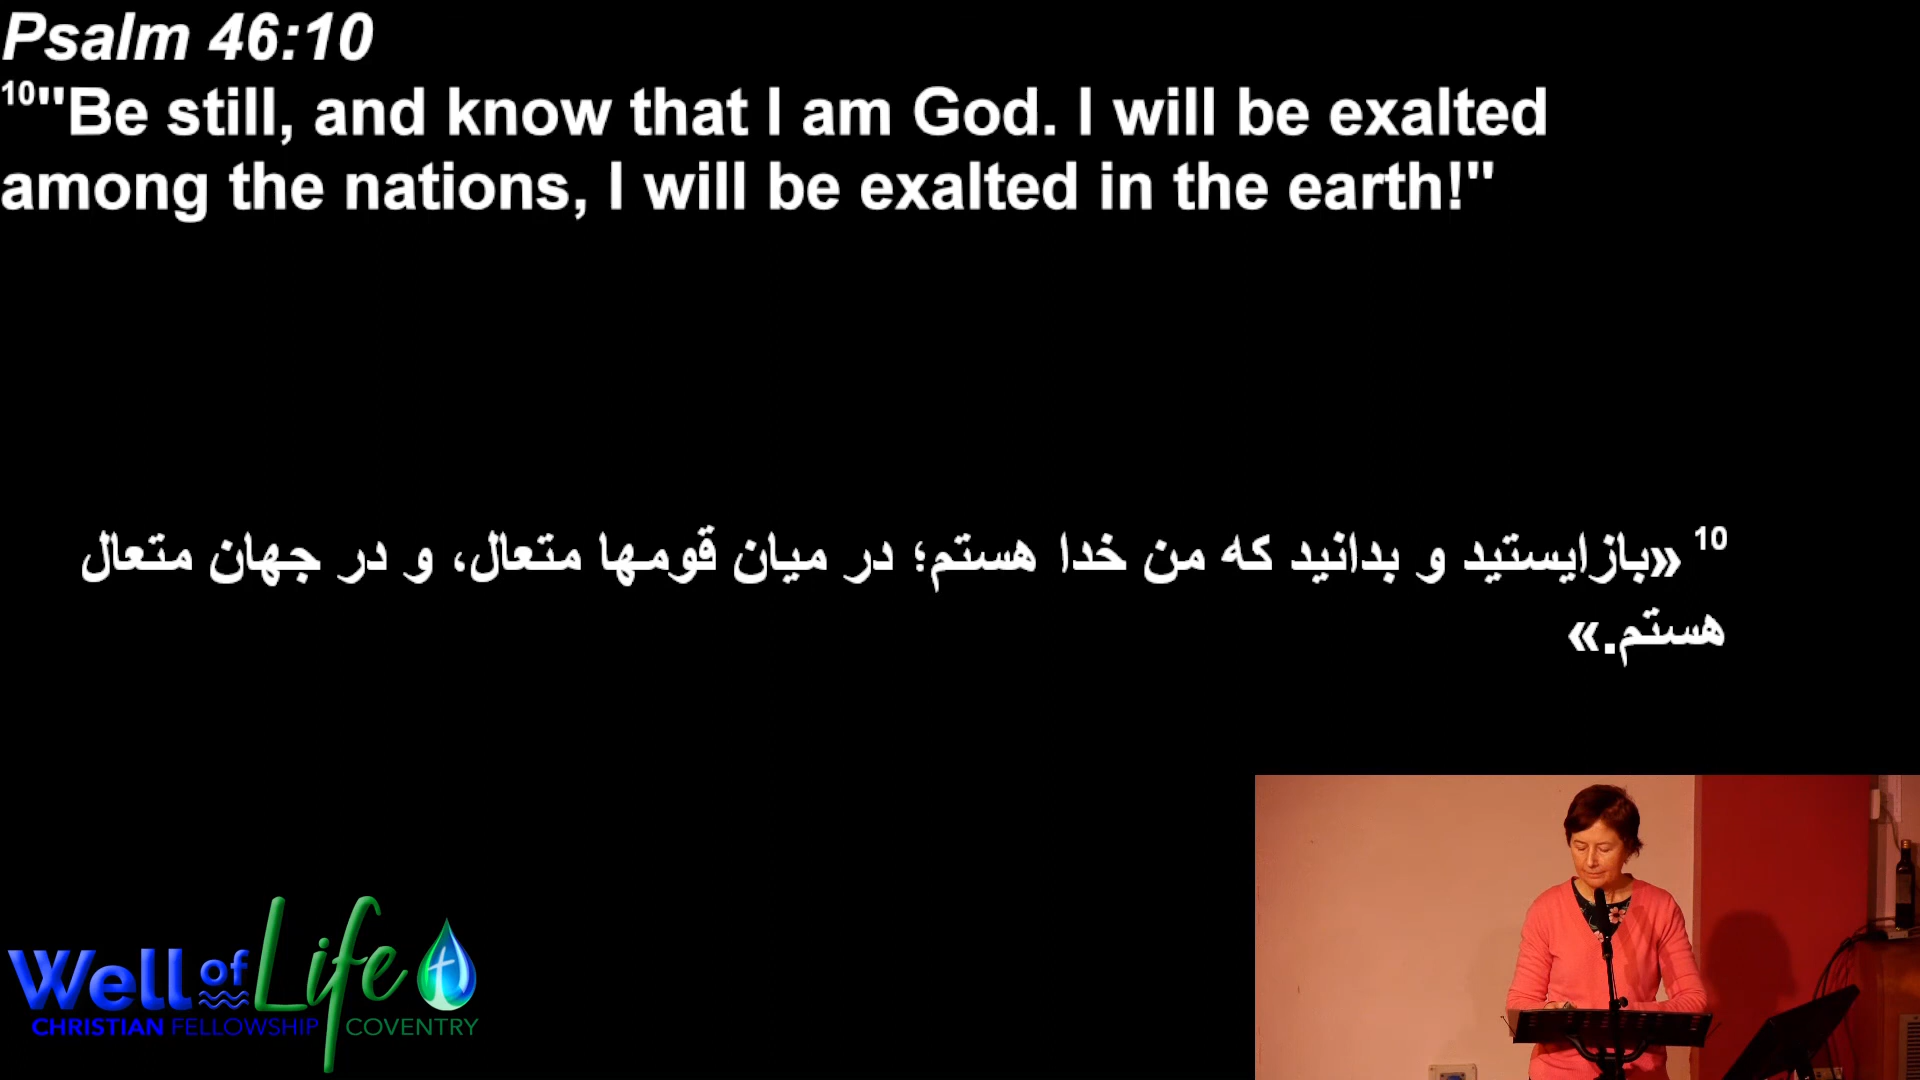 Psalm 46:10
10"Be still, and know that I am God. I will be exalted
among the nations, I will be exalted in the earth!"
10 «بازایستید و بدانید که من خدا هستم؛ در میان قومها متعال، و در جهان متعال
هستم.»
Well of Life
CHRISTIAN FELLOWSHIP COVENTRY